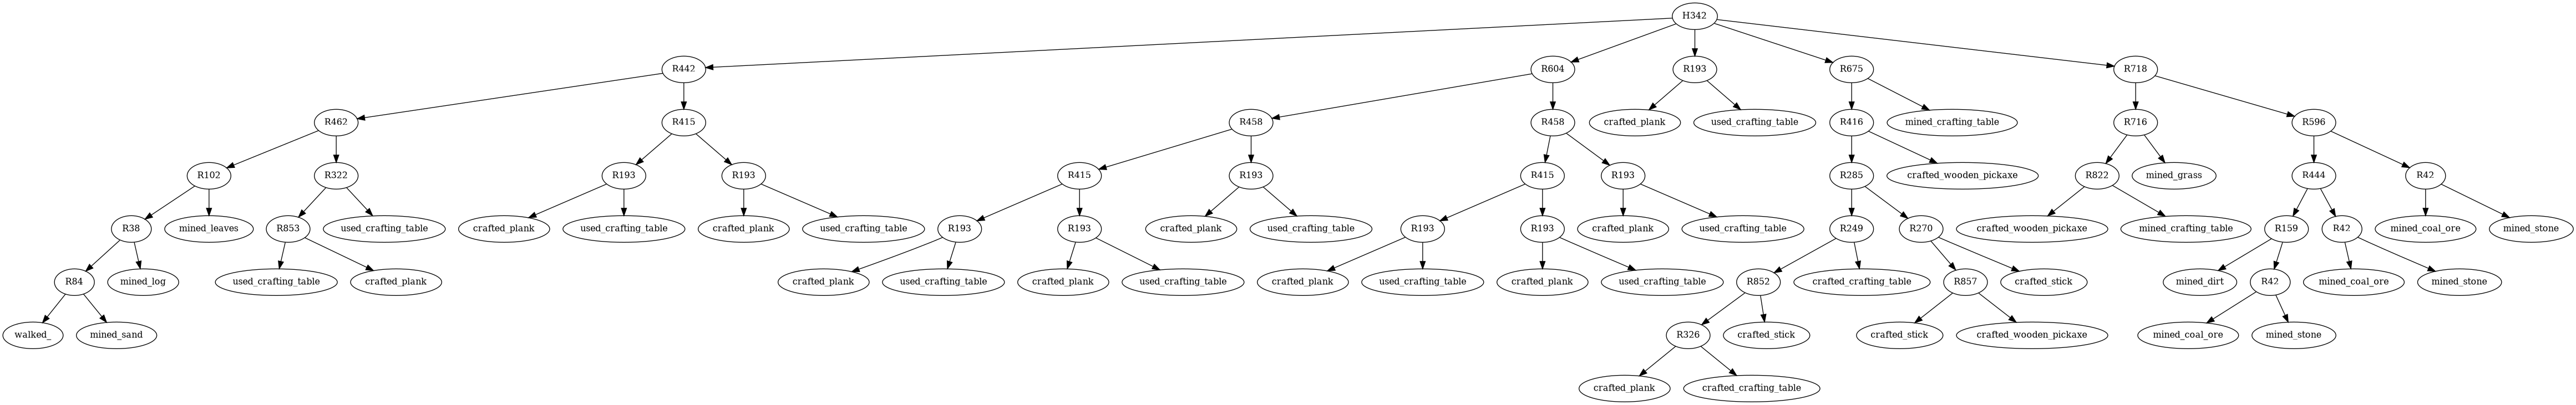 H342
R442
R604
R193
R675
R718
R462
R415
R458
R458
crafted_plank
used_crafting_table
R416
mined_crafting_table
R716
R596
R102
R322
R193
R193
R415
R193
R415
R193
R285
crafted_wooden_pickaxe
R822
mined_grass
R444
R42
R38
mined_leaves
R853
used_crafting_table
crafted_plank
used_crafting_table
crafted_plank
used_crafting_table
R193
R193
crafted_plank
used_crafting_table
R193
R193
crafted_plank
used_crafting_table
R249
R270
crafted_wooden_pickaxe
mined_crafting_table
R159
R42
mined_coal_ore
mined_stone
R84
mined_log
used_crafting_table
crafted_plank
crafted_plank
used_crafting_table
crafted_plank
used_crafting_table
crafted_plank
used_crafting_table
crafted_plank
used_crafting_table
R852
crafted_crafting_table
R857
crafted_stick
mined_dirt
R42
mined_coal_ore
mined_stone
walked_
mined_sand
R326
crafted_stick
crafted_stick
crafted_wooden_pickaxe
mined_coal_ore
mined_stone
crafted_plank
crafted_crafting_table